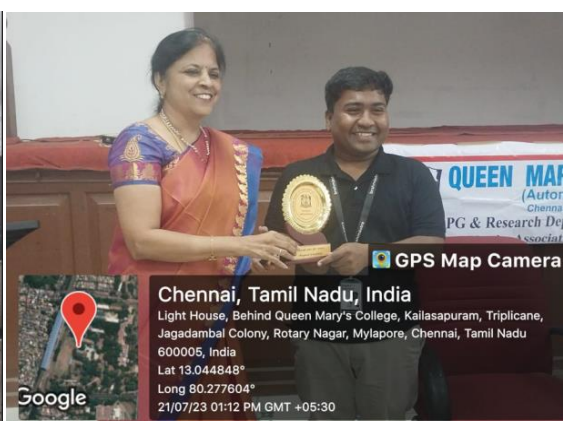 QUEEN MAR
(Auton
Chenna
PG & Research Dep
Associat
GPS Map Camera
Chennai, Tamil Nadu, India
Light House, Behind Queen Mary's College, Kailasapuram, Triplicane,
Jagadambal Colony, Rotary Nagar, Mylapore, Chennai, Tamil Nadu
600005, India
Lat 13.044848°
Long 80.277604°
21/07/23 01:12 PM GMT +05:30
Google